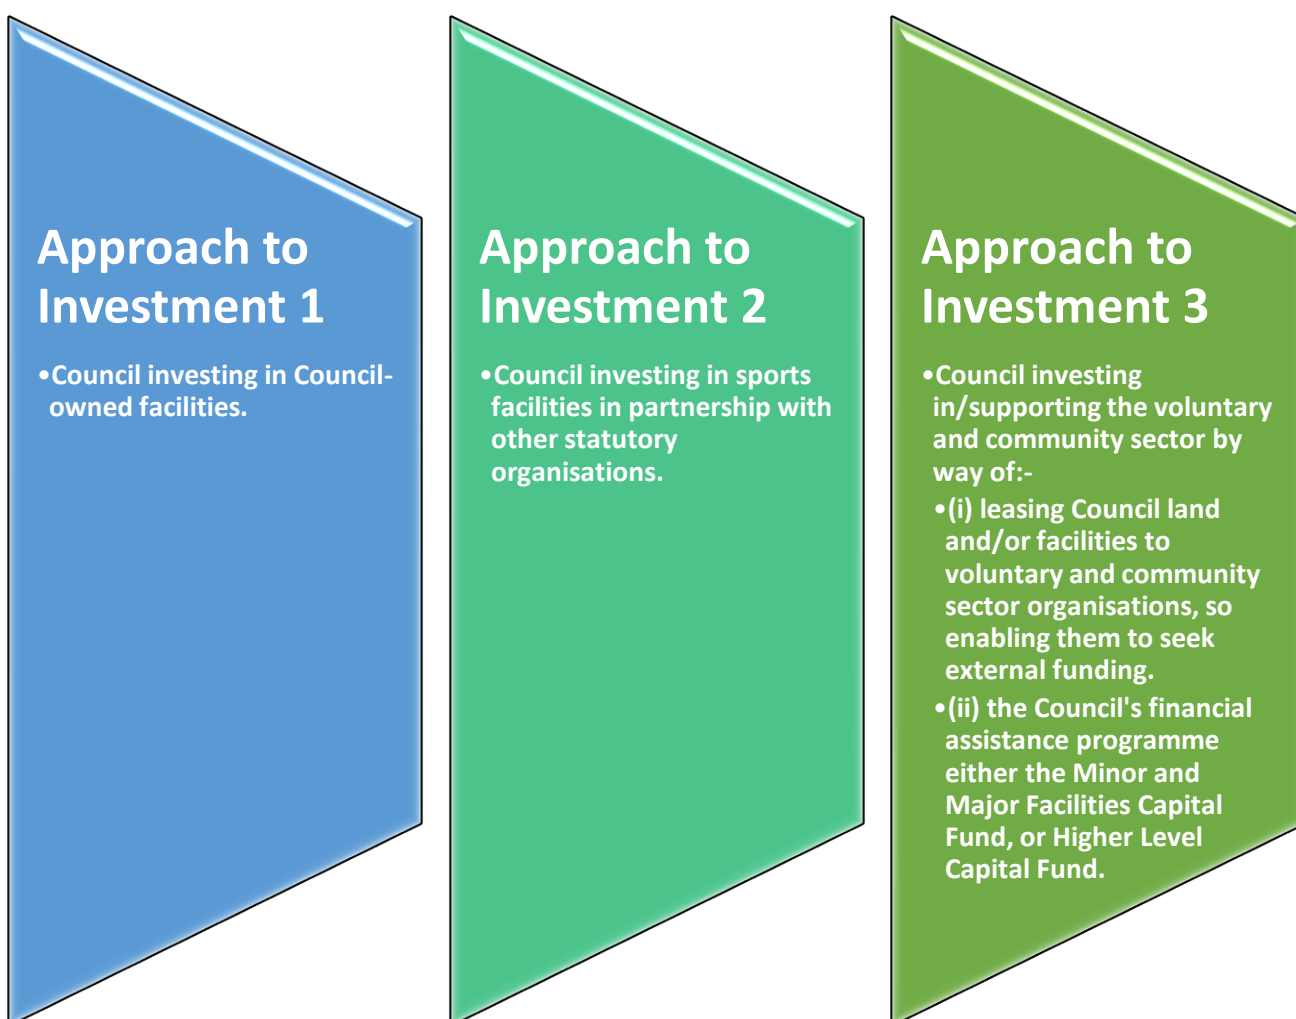 Approach to
Investment 1
•Council investing in Council-
owned facilities.
Approach to
Investment 2
•Council investing in sports
facilities in partnership with
other statutory
organisations.
Approach to
Investment 3
•Council investing
in/supporting the voluntary
and community sector by
way of:-
•(i) leasing Council land
and/or facilities to
voluntary and community
sector organisations, so
enabling them to seek
external funding.
•(ii) the Council's financial
assistance programme
either the Minor and
Major Facilities Capital
Fund, or Higher Level
Capital Fund.